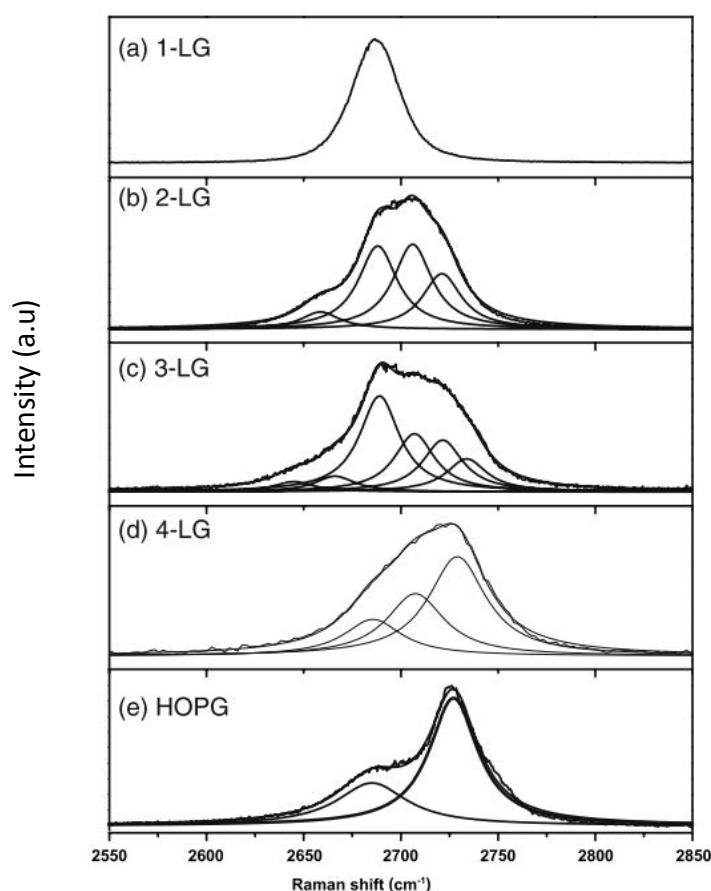 (a) 1-LG
(b) 2-LG
(c) 3-LG
(d) 4-LG
(e) HOPG
Intensity (a.u)
2550 2600 2650 2700 2750 2800 2850
Raman shift (cm⁻¹)